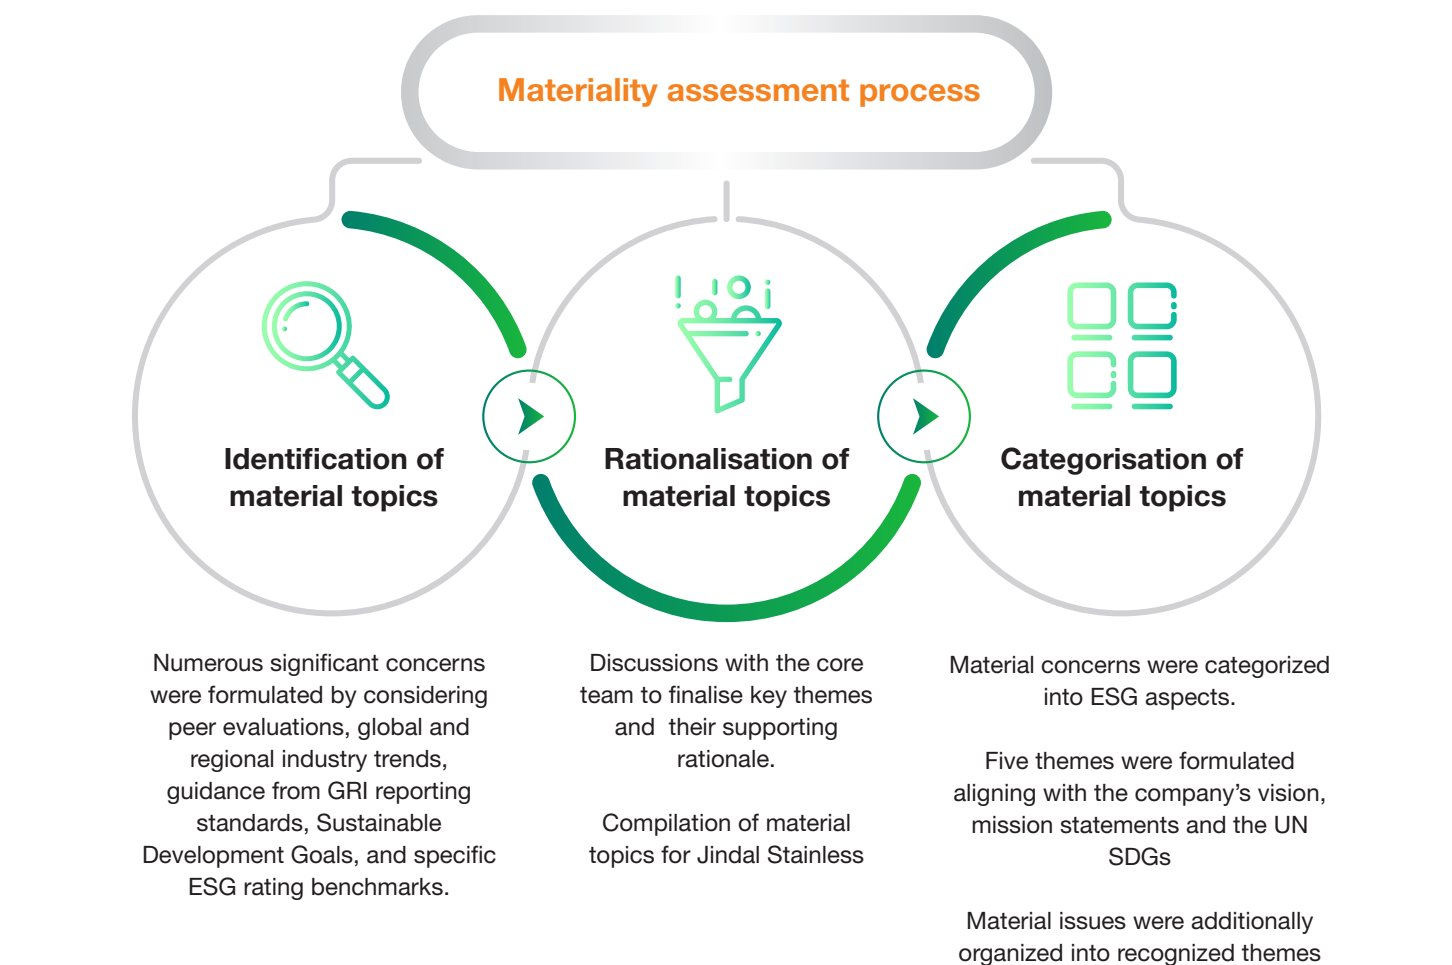 Materiality assessment process
Identification of
material topics
Numerous significant concerns
were formulated by considering
peer evaluations, global and
regional industry trends,
guidance from GRI reporting
standards, Sustainable
Development Goals, and specific
ESG rating benchmarks.
Rationalisation of
material topics
Discussions with the core
team to finalise key themes
and  their supporting
rationale.
Compilation of material
topics for Jindal Stainless
Categorisation of
material topics
Material concerns were categorized
into ESG aspects.
Five themes were formulated
aligning with the company’s vision,
mission statements and the UN
SDGs
Material issues were additionally
organized into recognized themes